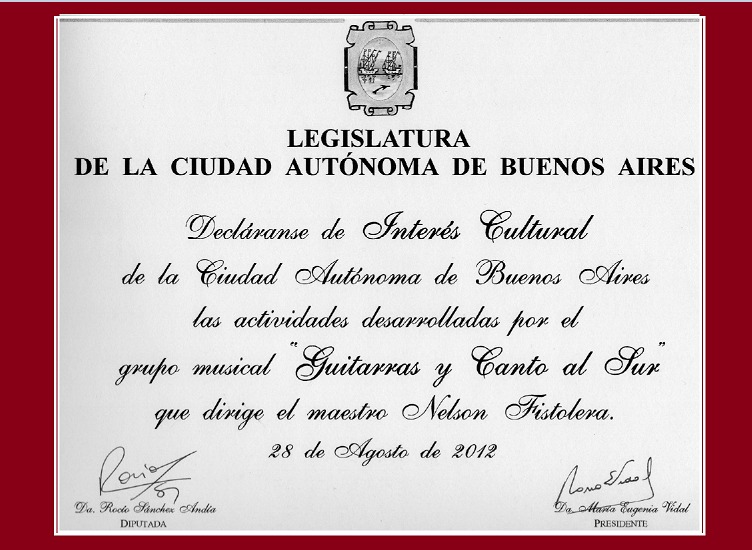 LEGISLATURA
DE LA CIUDAD AUTÓNOMA DE BUENOS AIRES
Decláranse de Interés Cultural
de la Ciudad Autónoma de Buenos Aires
las actividades desarrolladas por el
grupo musical "Guitarras y Canto al Sur"
que dirige el maestro Nelson Fistolera.
28 de Agosto de 2012
Da. Rocío Sánchez Andía
DIPUTADA
Da. María Eugenia Vidal
PRESIDENTE